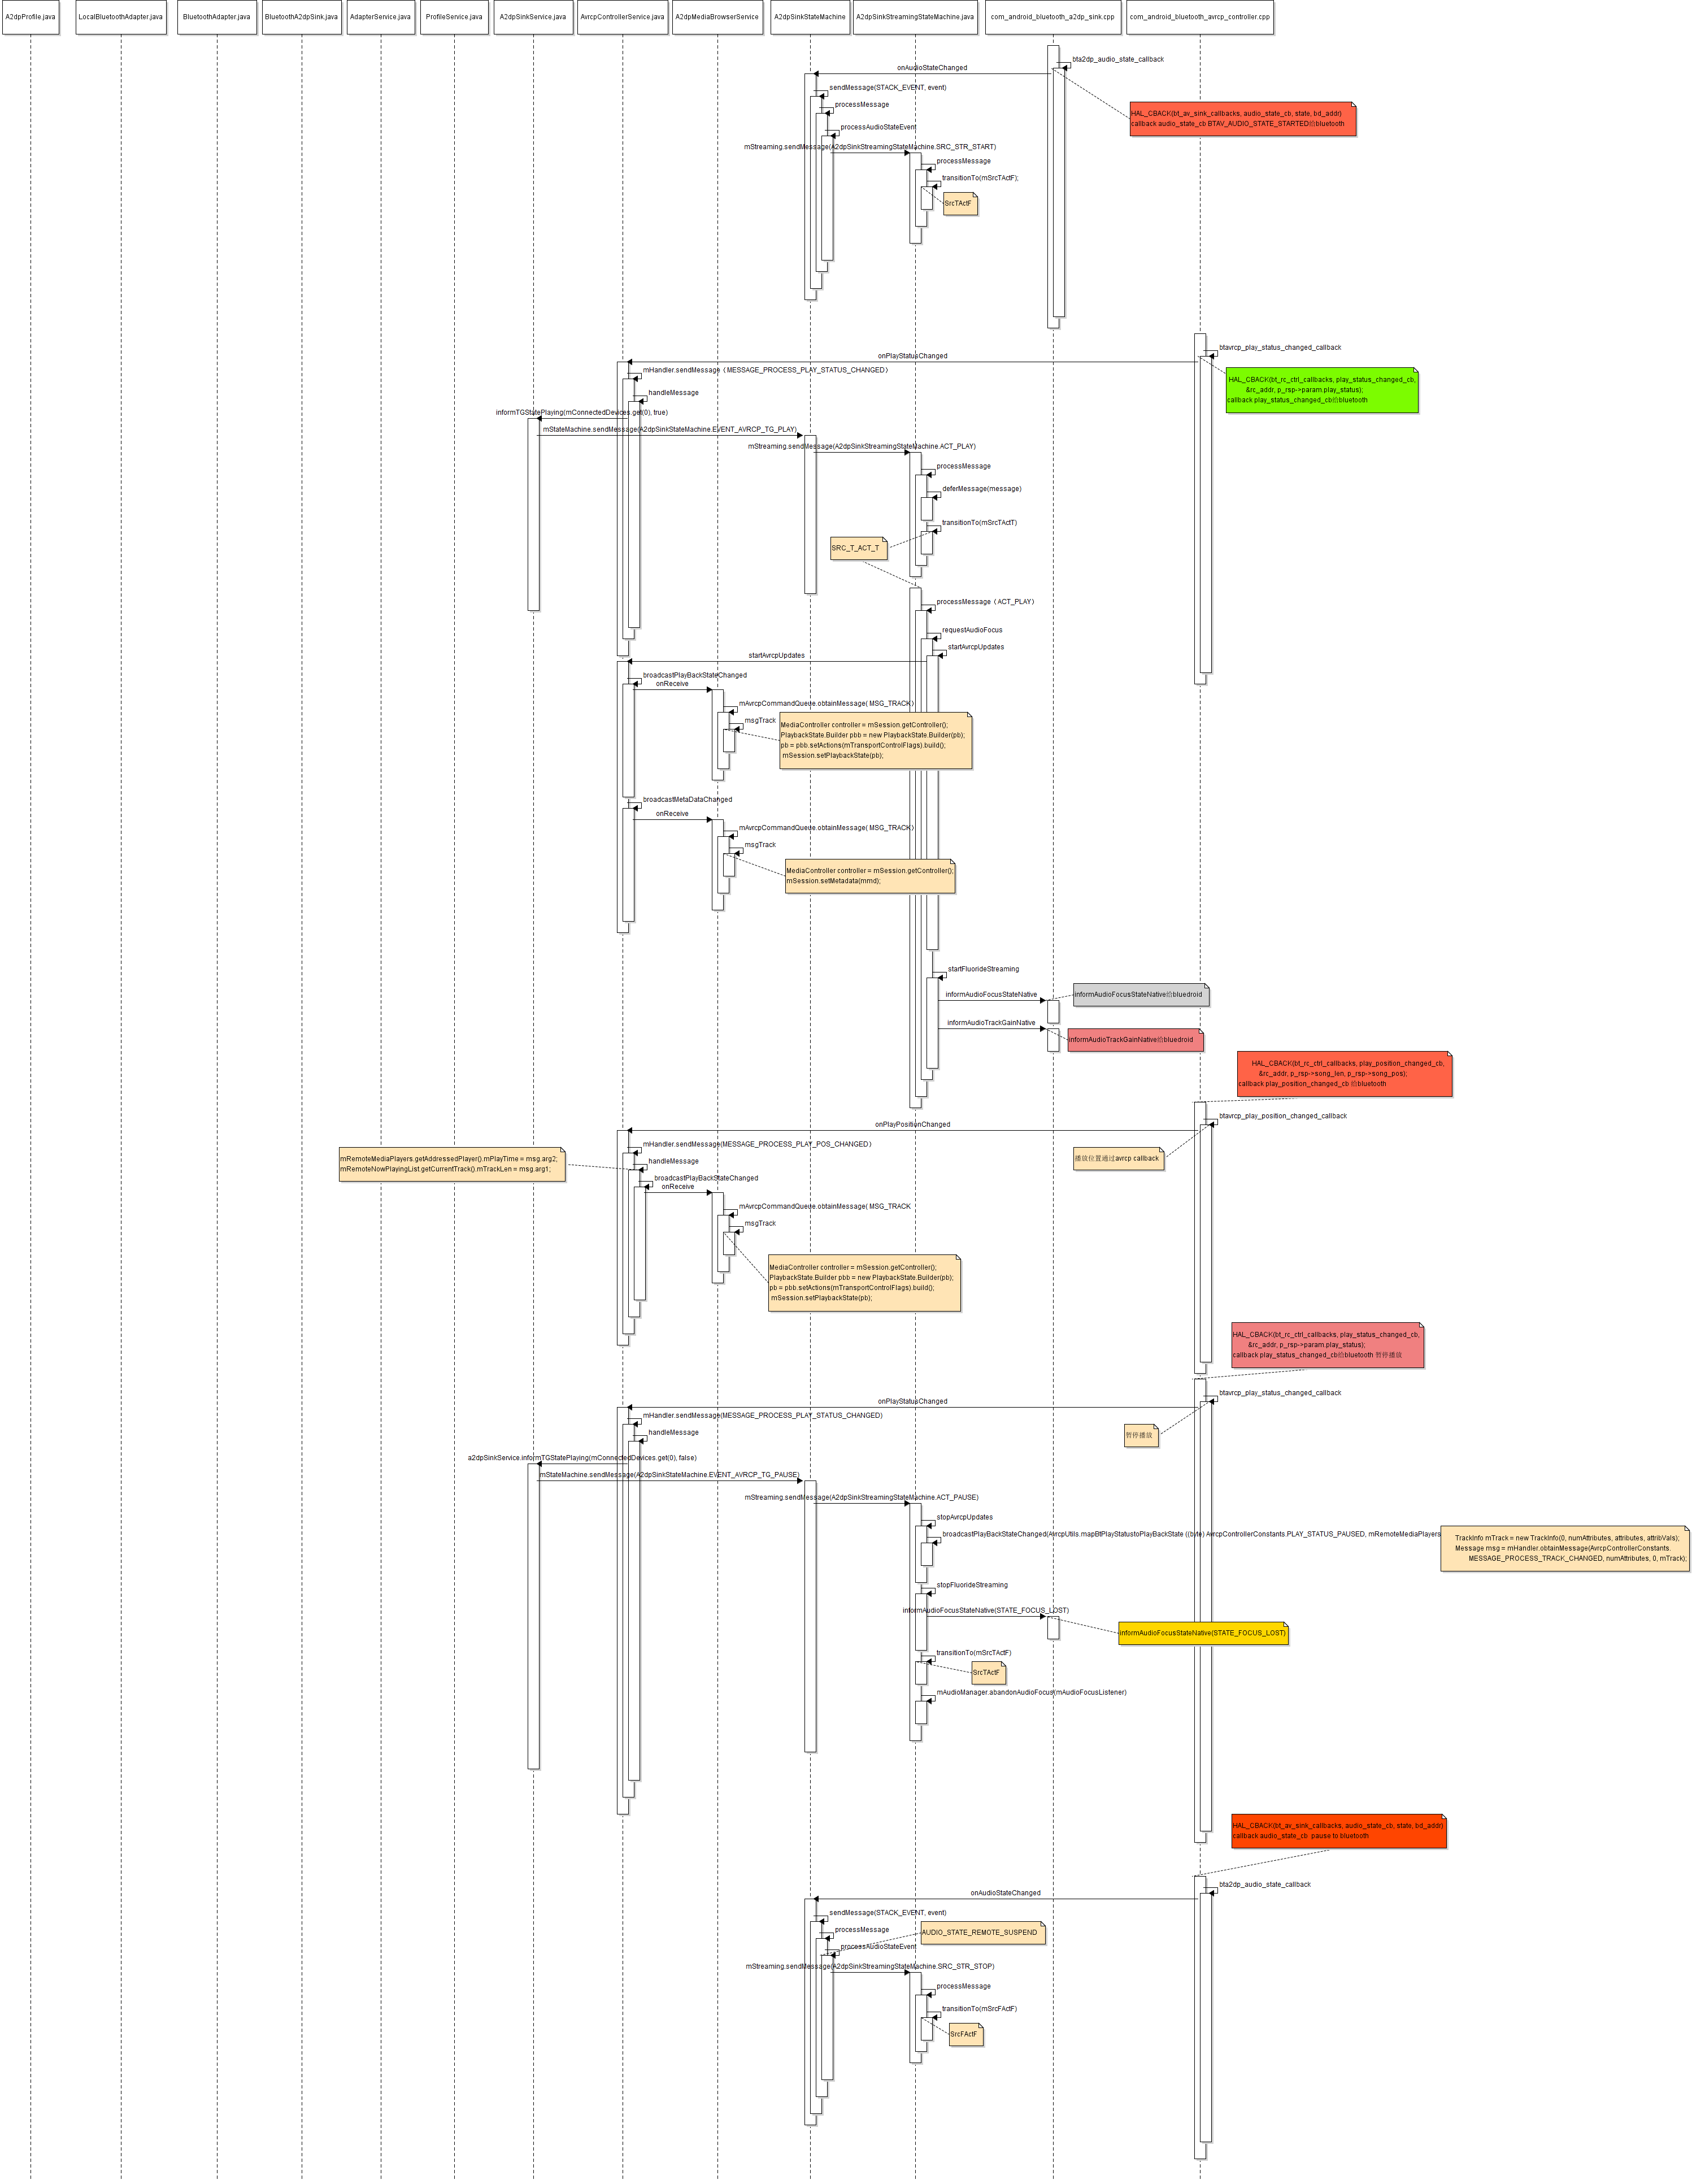 A2dpProfile.java
LocalBluetoothAdapter.java
BluetoothAdapter.java
BluetoothA2dpSink.java
AdapterService.java
ProfileService.java
A2dpSinkService.java
AvrcpControllerService.java
A2dpMediaBrowserService
A2dpSinkStateMachine
A2dpSinkStreamingStateMachine.java
com_android_bluetooth_a2dp_sink.cpp
com_android_bluetooth_avrcp_controller.cpp
bta2dp_audio_state_callback
onAudioStateChanged
sendMessage(STACK_EVENT, event)
processMessage
HAL_CBACK(bt_av_sink_callbacks, audio_state_cb, state, bd_addr)
callback audio_state_cb BTAV_AUDIO_STATE_STARTED给bluetooth
processAudioStateEvent
mStreaming.sendMessage(A2dpSinkStreamingStateMachine.SRC_STR_START)
processMessage
transitionTo(mSrcTActF);
SrcTActF
btavrcp_play_status_changed_callback
onPlayStatusChanged
mHandler.sendMessage（MESSAGE_PROCESS_PLAY_STATUS_CHANGED）
HAL_CBACK(bt_rc_ctrl_callbacks, play_status_changed_cb,
&rc_addr, p_rsp->param.play_status);
callback play_status_changed_cb给bluetooth
handleMessage
informTGStatePlaying(mConnectedDevices.get(0), true)
mStateMachine.sendMessage(A2dpSinkStateMachine.EVENT_AVRCP_TG_PLAY)
mStreaming.sendMessage(A2dpSinkStreamingStateMachine.ACT_PLAY)
processMessage
deferMessage(message)
transitionTo(mSrcTActT)
SRC_T_ACT_T
processMessage（ACT_PLAY）
requestAudioFocus
startAvrcpUpdates
startAvrcpUpdates
broadcastPlayBackStateChanged
onReceive
mAvrcpCommandQueue.obtainMessage( MSG_TRACK）
msgTrack
MediaController controller = mSession.getController();
PlaybackState.Builder pbb = new PlaybackState.Builder(pb);
pb = pbb.setActions(mTransportControlFlags).build();
mSession.setPlaybackState(pb);
broadcastMetaDataChanged
onReceive
mAvrcpCommandQueue.obtainMessage( MSG_TRACK）
msgTrack
MediaController controller = mSession.getController();
mSession.setMetadata(mmd);
startFluorideStreaming
informAudioFocusStateNative
informAudioFocusStateNative给bluedroid
informAudioTrackGainNative
informAudioTrackGainNative给bluedroid
HAL_CBACK(bt_rc_ctrl_callbacks, play_position_changed_cb,
&rc_addr, p_rsp->song_len, p_rsp->song_pos);
callback play_position_changed_cb 给bluetooth
btavrcp_play_position_changed_callback
onPlayPositionChanged
mHandler.sendMessage(MESSAGE_PROCESS_PLAY_POS_CHANGED）
播放位置通过avrcp callback
mRemoteMediaPlayers.getAddressedPlayer().mPlayTime = msg.arg2;
mRemoteNowPlayingList.getCurrentTrack().mTrackLen = msg.arg1;
handleMessage
broadcastPlayBackStateChanged
onReceive
mAvrcpCommandQueue.obtainMessage( MSG_TRACK
msgTrack
MediaController controller = mSession.getController();
PlaybackState.Builder pbb = new PlaybackState.Builder(pb);
pb = pbb.setActions(mTransportControlFlags).build();
mSession.setPlaybackState(pb);
HAL_CBACK(bt_rc_ctrl_callbacks, play_status_changed_cb,
&rc_addr, p_rsp->param.play_status);
callback play_status_changed_cb给bluetooth 暂停播放
btavrcp_play_status_changed_callback
onPlayStatusChanged
mHandler.sendMessage(MESSAGE_PROCESS_PLAY_STATUS_CHANGED)
暂停播放
handleMessage
a2dpSinkService.informTGStatePlaying(mConnectedDevices.get(0), false)
mStateMachine.sendMessage(A2dpSinkStateMachine.EVENT_AVRCP_TG_PAUSE)
mStreaming.sendMessage(A2dpSinkStreamingStateMachine.ACT_PAUSE)
stopAvrcpUpdates
broadcastPlayBackStateChanged(AvrcpUtils.mapBtPlayStatustoPlayBackState ((byte) AvrcpControllerConstants.PLAY_STATUS_PAUSED, mRemoteMediaPlayers
TrackInfo mTrack = new TrackInfo(0, numAttributes, attributes, attribVals);
Message msg = mHandler.obtainMessage(AvrcpControllerConstants.
MESSAGE_PROCESS_TRACK_CHANGED, numAttributes, 0, mTrack);
stopFluorideStreaming
informAudioFocusStateNative(STATE_FOCUS_LOST)
informAudioFocusStateNative(STATE_FOCUS_LOST)
transitionTo(mSrcTActF)
SrcTActF
mAudioManager.abandonAudioFocus(mAudioFocusListener)
HAL_CBACK(bt_av_sink_callbacks, audio_state_cb, state, bd_addr)
callback audio_state_cb  pause to bluetooth
bta2dp_audio_state_callback
onAudioStateChanged
sendMessage(STACK_EVENT, event)
processMessage
AUDIO_STATE_REMOTE_SUSPEND
processAudioStateEvent
mStreaming.sendMessage(A2dpSinkStreamingStateMachine.SRC_STR_STOP)
processMessage
transitionTo(mSrcFActF)
SrcFActF